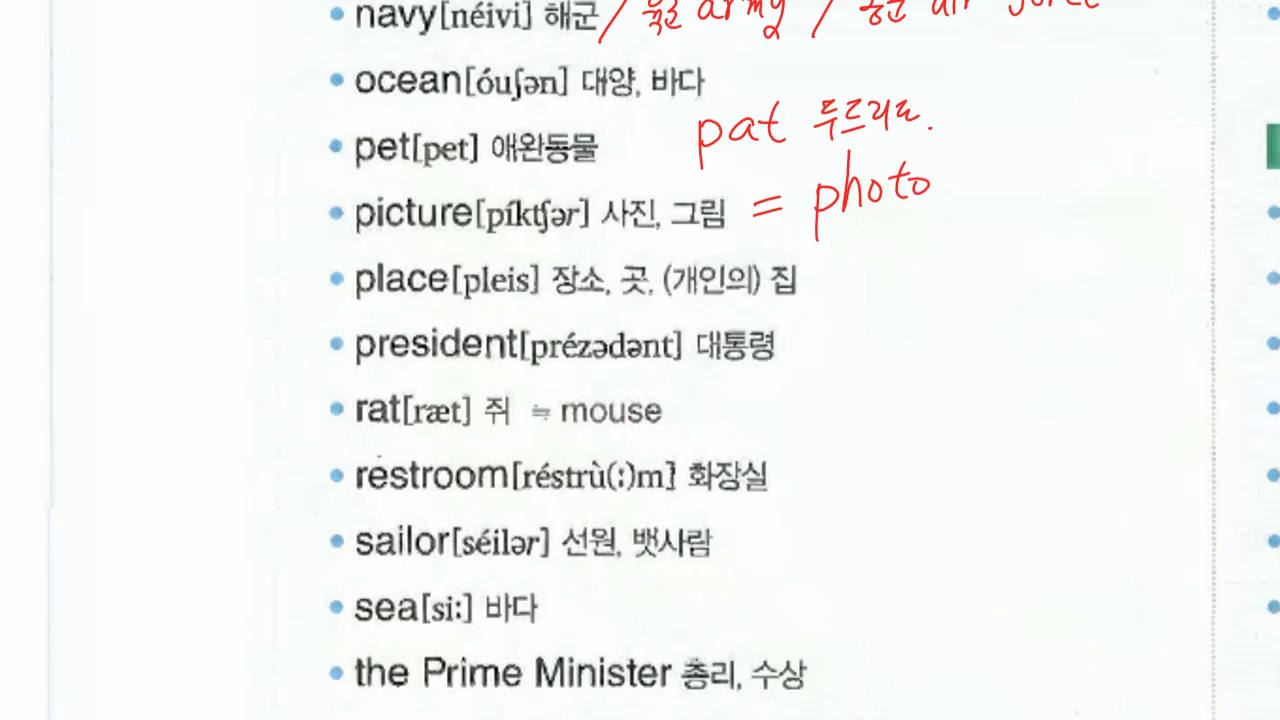 • navy[néivi] 해군 / 육군 army / 공군 air force
• ocean[óuʃən] 대양, 바다
pat 두드리다.
• pet[pet] 애완동물
• picture[píktʃər] 사진, 그림 = photo
• place[pleis] 장소, 곳, (개인의) 집
• president[prézədənt] 대통령
• rat[ræt] 쥐 ≒ mouse
• restroom[réstrù(:)m] 화장실
• sailor[séilər] 선원, 뱃사람
• sea[si:] 바다
• the Prime Minister 총리, 수상